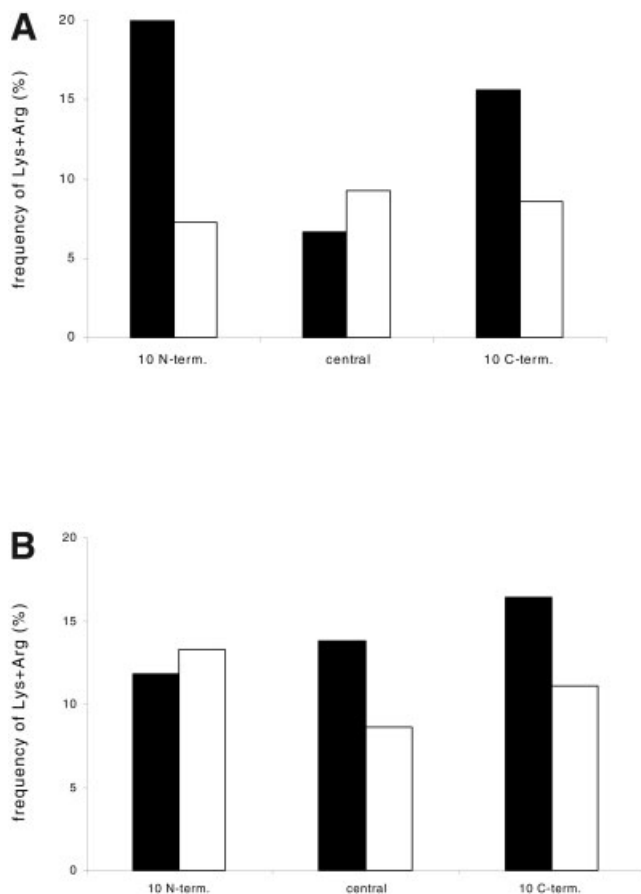 A
frequency of Lys+Arg (%)
20
15
10
5
0
10 N-term.
central
10 C-term.
B
frequency of Lys+Arg (%)
20
15
10
5
0
10 N-term.
central
10 C-term.